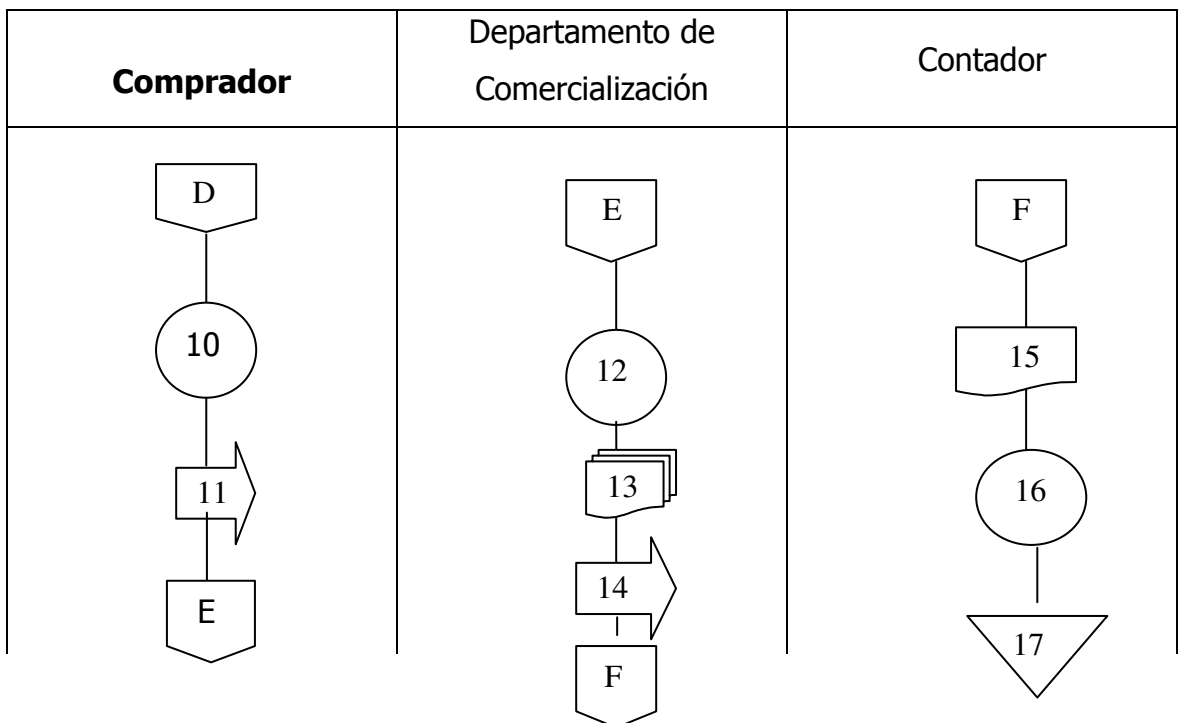 Comprador
Departamento de
Comercialización
Contador
D
10
11
E
E
12
13
14
F
F
15
16
17